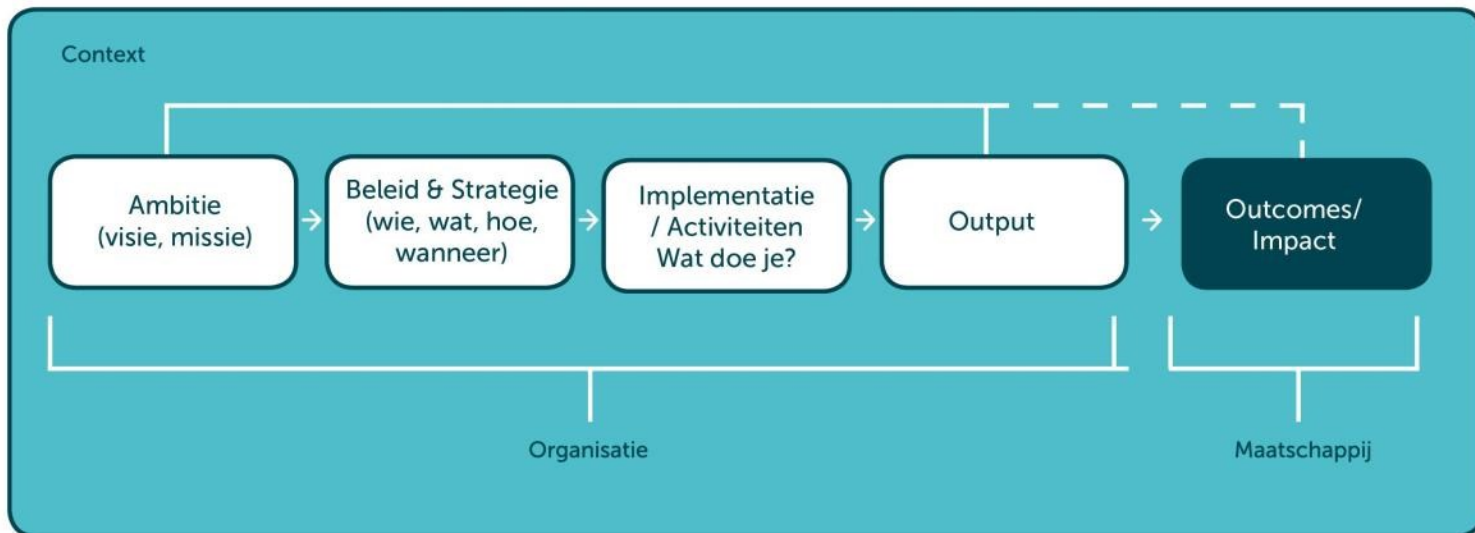 Context
Ambitie
(visie, missie)
Beleid & Strategie
(wie, wat, hoe,
wanneer)
Implementatie
/ Activiteiten
Wat doe je?
Output
Outcomes/
Impact
Organisatie
Maatschappij